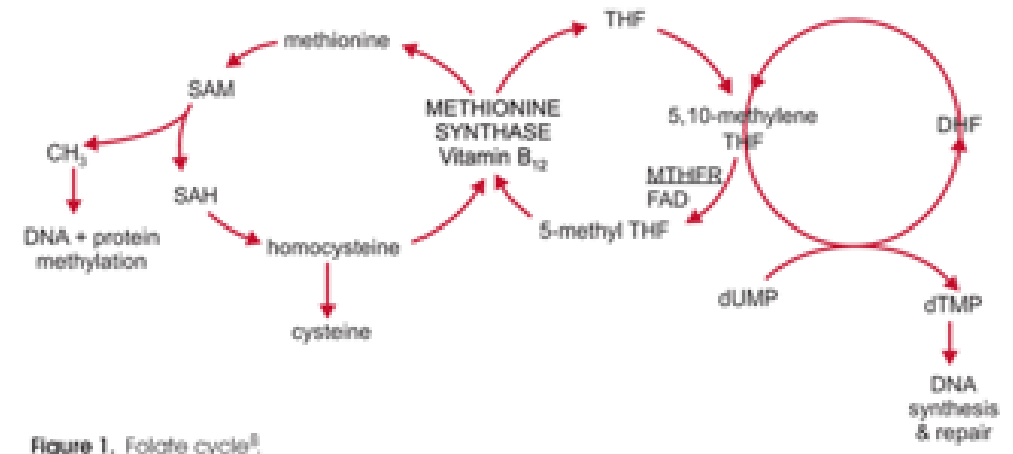 THF
methionine
SAM
METHIONINE
SYNTHASE
Vitamin B₁₂
5,10-methylene
THF
DHF
CH₃
MTHFR
FAD
SAH
5-methyl THF
DNA + protein
methylation
homocysteine
dUMP
dTMP
cysteine
DNA
synthesis
& repair
Figure 1. Folate cycle⁸.